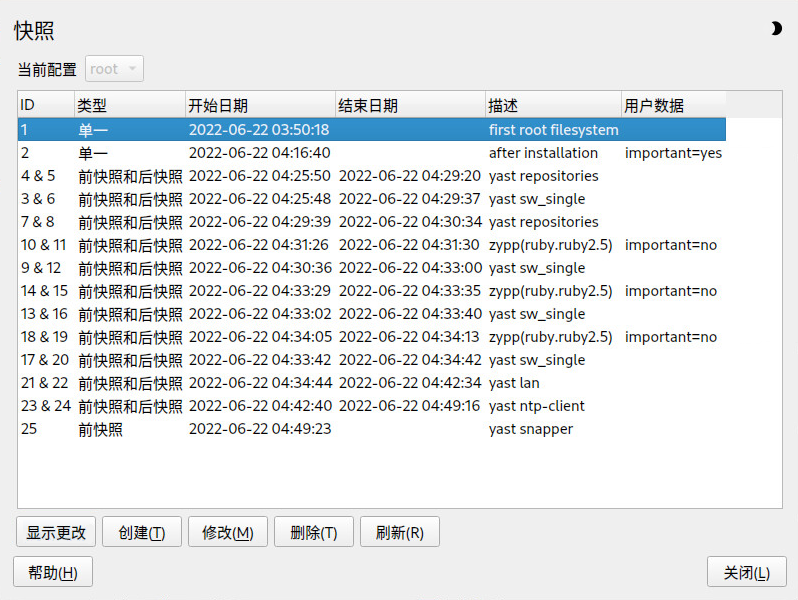 快照
当前配置 root
ID 类型 开始日期 结束日期 描述 用户数据
1 单一 2022-06-22 03:50:18 first root filesystem
2 单一 2022-06-22 04:16:40 after installation important=yes
4 & 5 前快照和后快照 2022-06-22 04:25:50 2022-06-22 04:29:20 yast repositories
3 & 6 前快照和后快照 2022-06-22 04:25:48 2022-06-22 04:29:37 yast sw_single
7 & 8 前快照和后快照 2022-06-22 04:29:39 2022-06-22 04:30:34 yast repositories
10 & 11 前快照和后快照 2022-06-22 04:31:26 2022-06-22 04:31:30 zypp(ruby.ruby2.5) important=no
9 & 12 前快照和后快照 2022-06-22 04:30:36 2022-06-22 04:33:00 yast sw_single
14 & 15 前快照和后快照 2022-06-22 04:33:29 2022-06-22 04:33:35 zypp(ruby.ruby2.5) important=no
13 & 16 前快照和后快照 2022-06-22 04:33:02 2022-06-22 04:33:40 yast sw_single
18 & 19 前快照和后快照 2022-06-22 04:34:05 2022-06-22 04:34:13 zypp(ruby.ruby2.5) important=no
17 & 20 前快照和后快照 2022-06-22 04:33:42 2022-06-22 04:34:42 yast sw_single
21 & 22 前快照和后快照 2022-06-22 04:34:44 2022-06-22 04:42:34 yast lan
23 & 24 前快照和后快照 2022-06-22 04:42:40 2022-06-22 04:49:16 yast ntp-client
25 前快照 2022-06-22 04:49:23 yast snapper
显示更改 创建(T) 修改(M) 删除(T) 刷新(R)
帮助(H) 关闭(L)